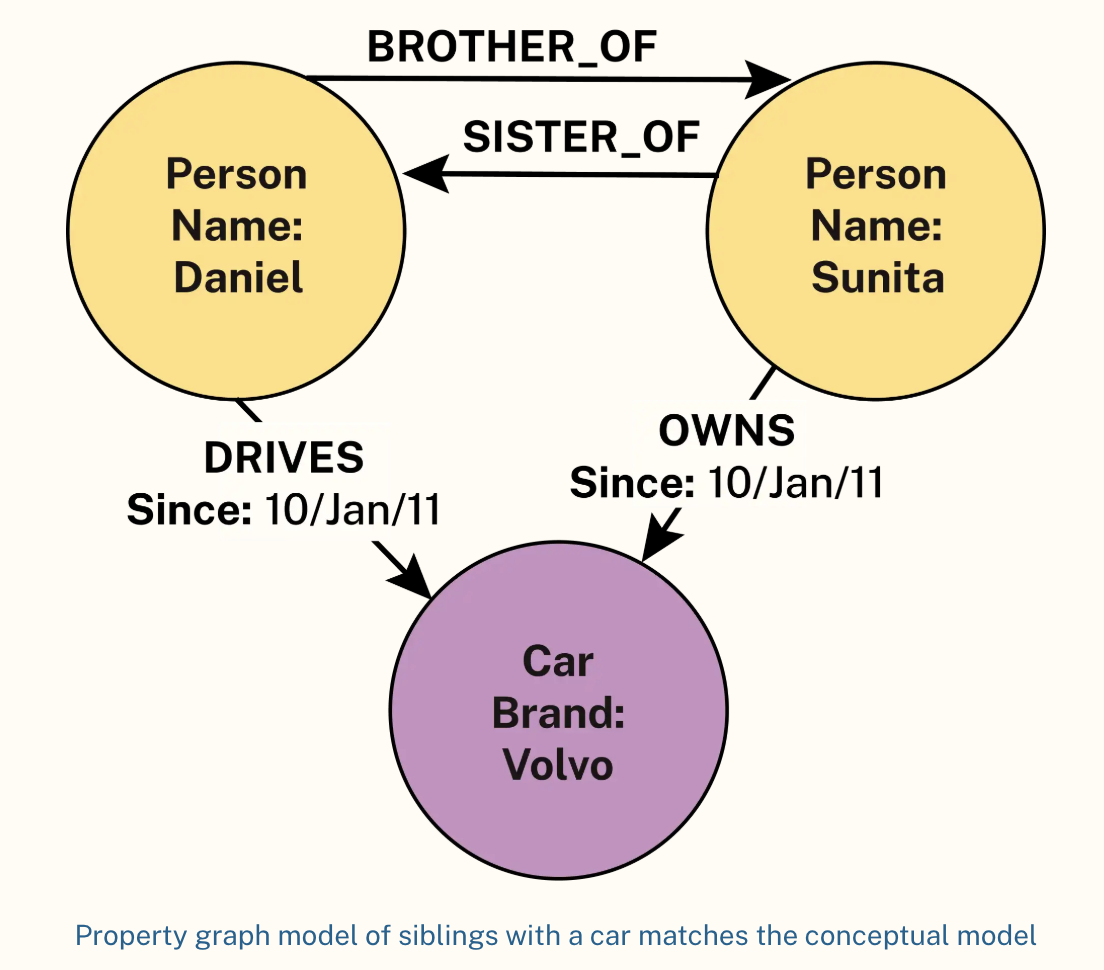 BROTHER_OF
SISTER_OF
Person
Name:
Daniel
Person
Name:
Sunita
DRIVES
Since: 10/Jan/11
OWNS
Since: 10/Jan/11
Car
Brand:
Volvo
Property graph model of siblings with a car matches the conceptual model